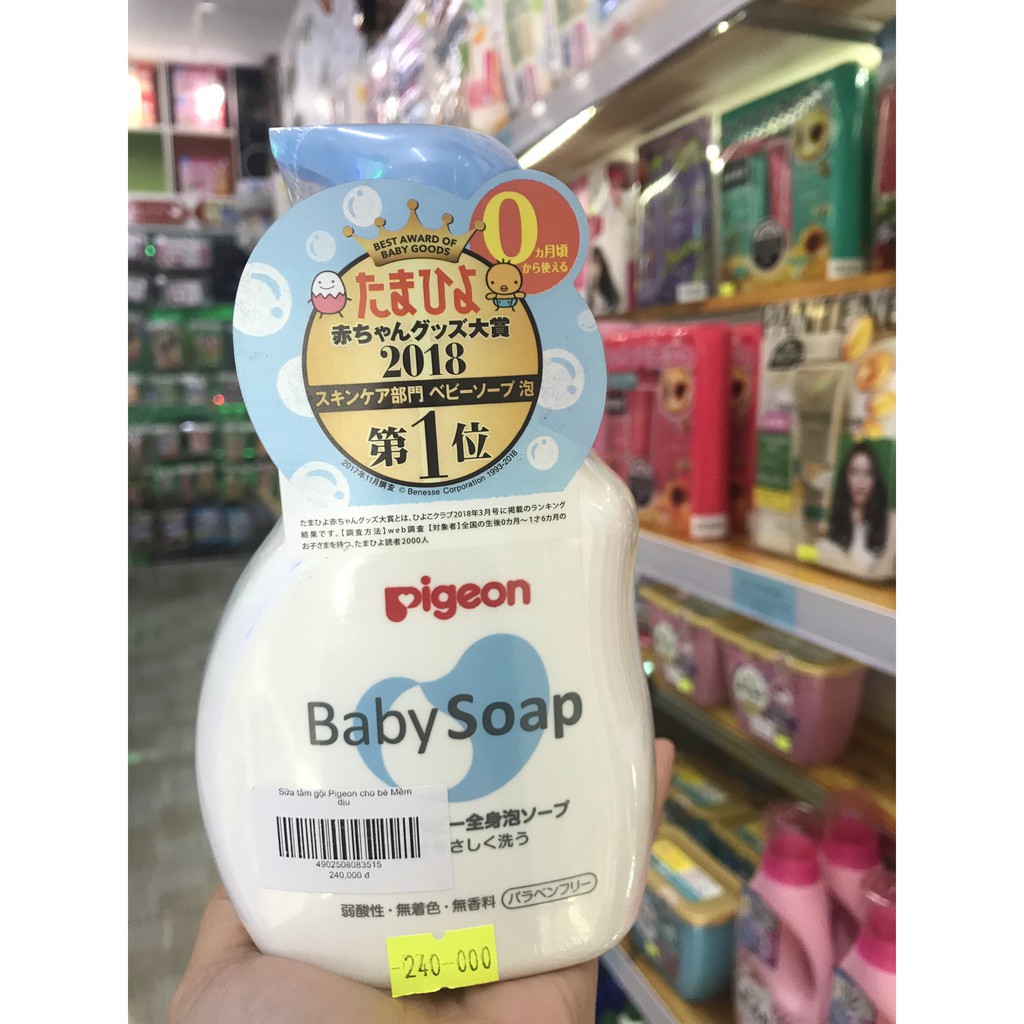 BEST AWARD OF
BABY GOODS
0
ヵ月頃
から使える
たまひよ
赤ちゃんグッズ大賞
2018
スキンケア部門 ベビーソープ 泡
第1位
2017年11月調査 © Benesse Corporation 1993-2018
たまひよ赤ちゃんグッズ大賞とは、ひよこクラブ2018年3月号に掲載のランキング
結果です。【調査方法】web調査【対象者】全国の生後0カ月〜1才6カ月の
お子さまを持つ、たまひよ読者2000人
pigeon
Baby Soap
ー全身泡ソープ
さしく洗う
Sữa tắm gội Pigeon cho bé Mềm
dịu
4902508083515
240,000 đ
弱酸性・無着色・無香料 パラベンフリー
240-000
PANTENE